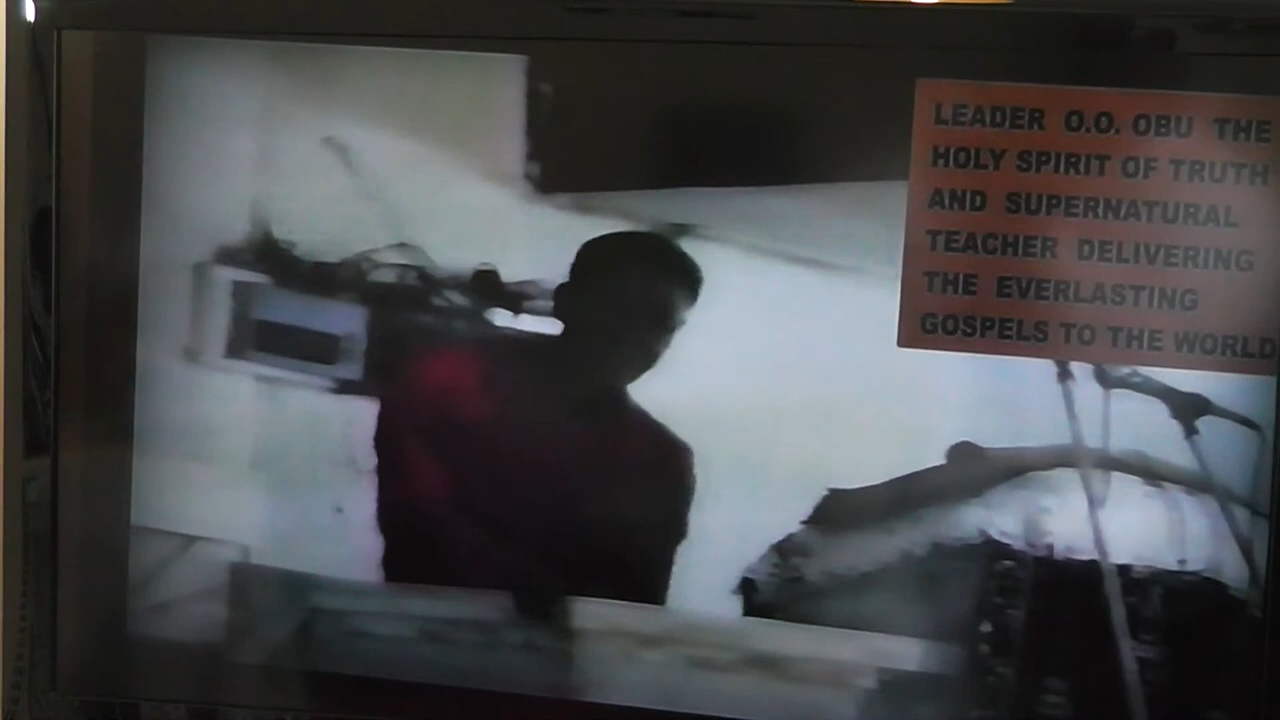 LEADER O.O. OBU THE
HOLY SPIRIT OF TRUTH
AND SUPERNATURAL
TEACHER DELIVERING
THE EVERLASTING
GOSPELS TO THE WORLD